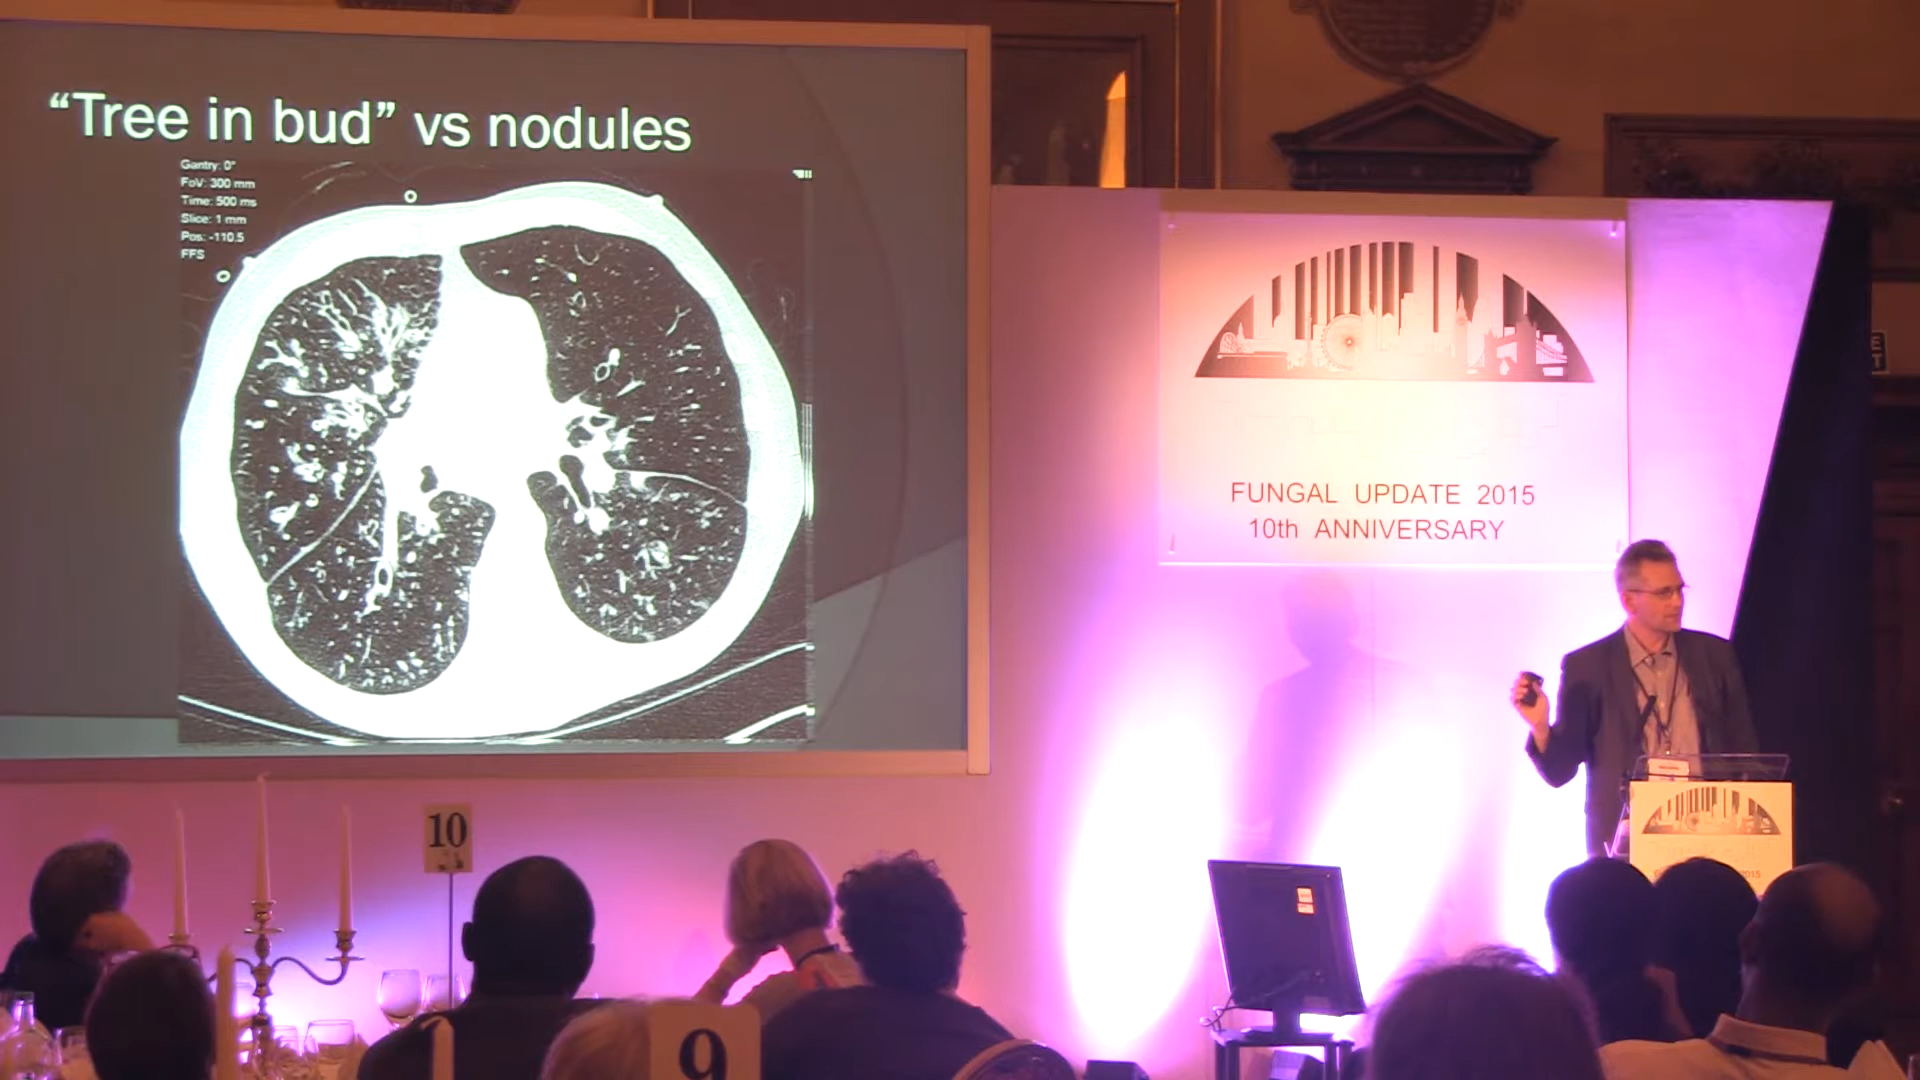 “Tree in bud” vs nodules
Gantry: 0°
FoV: 300 mm
Time: 500 ms
Slice: 1 mm
Pos: -110.5
FFS
FUNGAL UPDATE 2015
10th ANNIVERSARY
10
9
2015